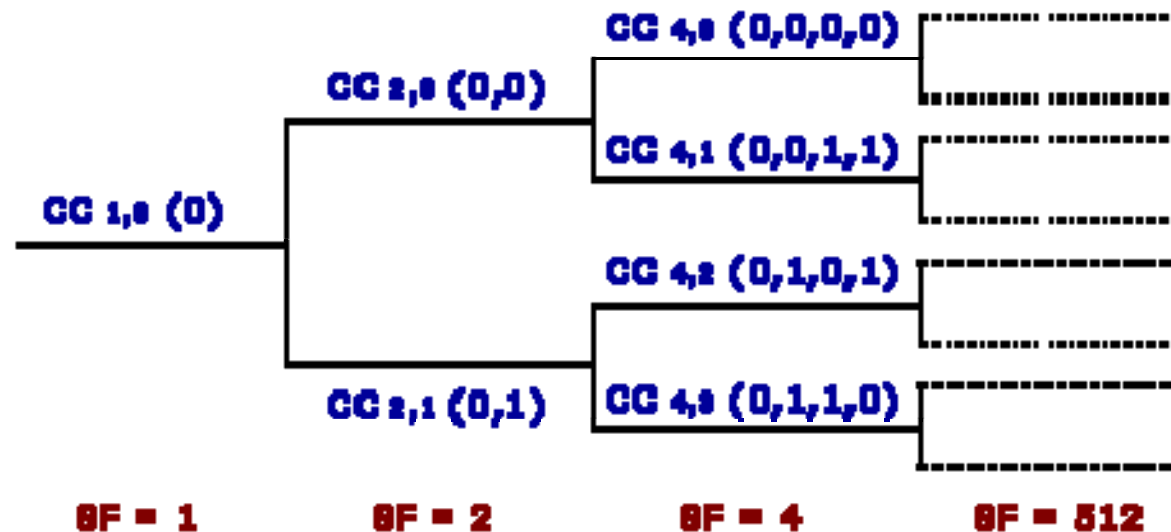 CC 4,0 (0,0,0,0)
CC 2,0 (0,0)
CC 4,1 (0,0,1,1)
CC 1,0 (0)
CC 4,2 (0,1,0,1)
CC 2,1 (0,1)
CC 4,3 (0,1,1,0)
SF = 1
SF = 2
SF = 4
SF = 512